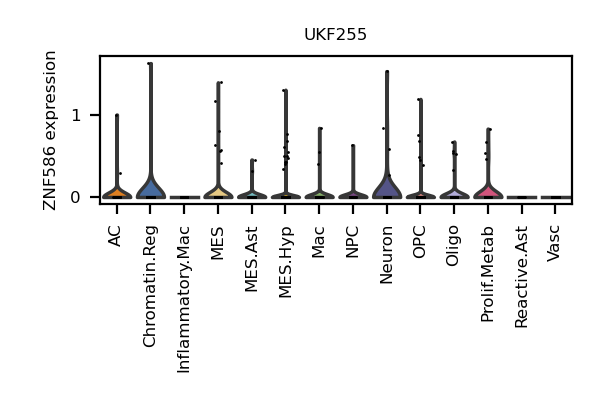 UKF255
ZNF586 expression
1
0
AC
Chromatin.Reg
Inflammatory.Mac
MES
MES.Ast
MES.Hyp
Mac
NPC
Neuron
OPC
Oligo
Prolif.Metab
Reactive.Ast
Vasc